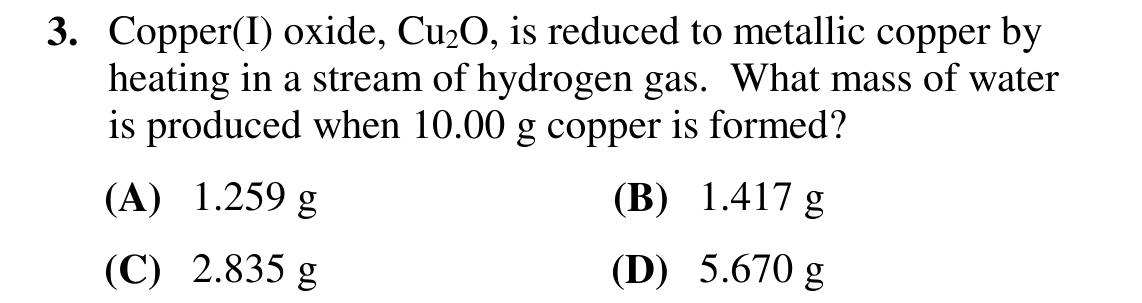 3. Copper(I) oxide, Cu₂O, is reduced to metallic copper by
heating in a stream of hydrogen gas. What mass of water
is produced when 10.00 g copper is formed?
(A) 1.259 g (B) 1.417 g
(C) 2.835 g (D) 5.670 g